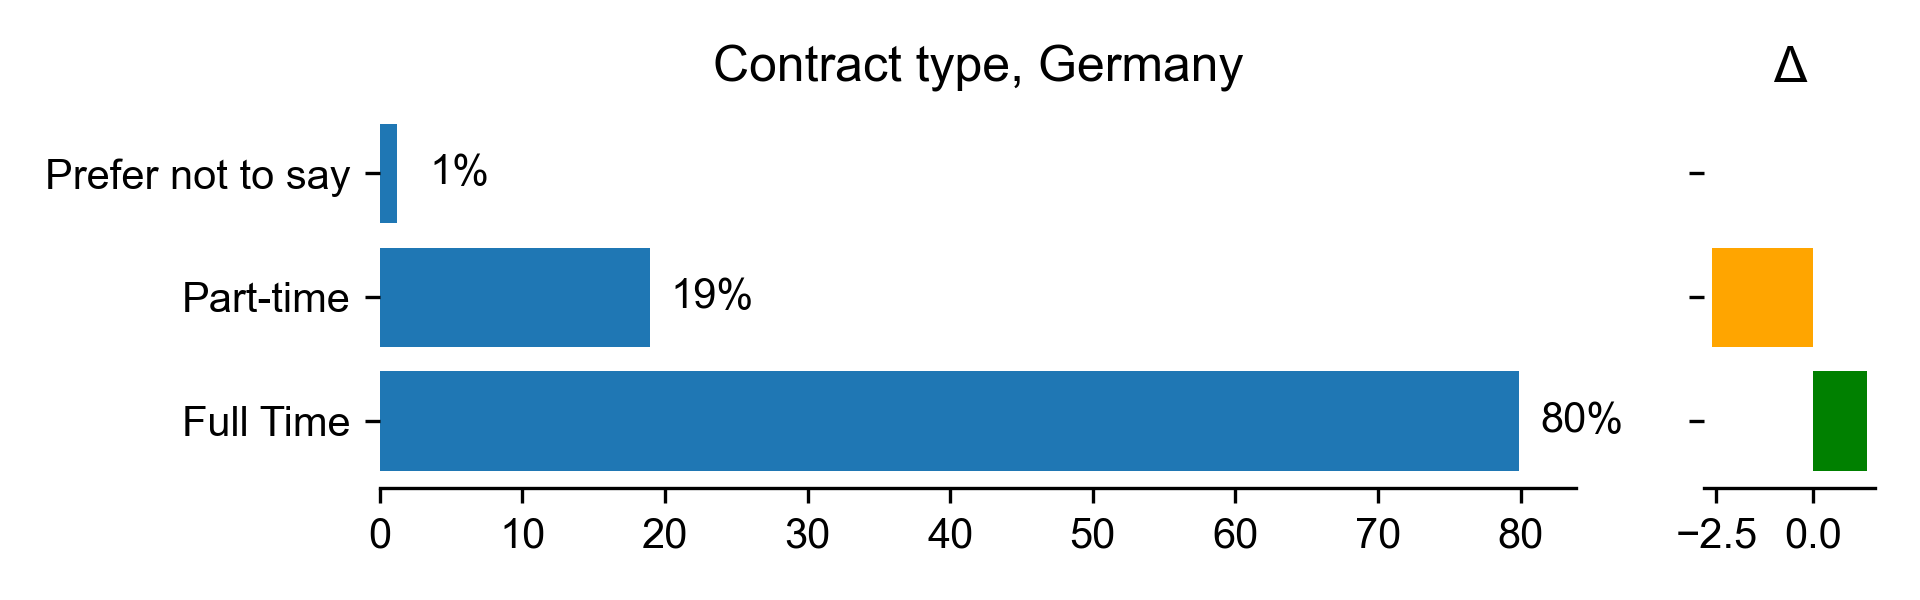 Contract type, Germany
Δ
Prefer not to say
1%
Part-time
19%
Full Time
80%
0 10 20 30 40 50 60 70 80
−2.5 0.0